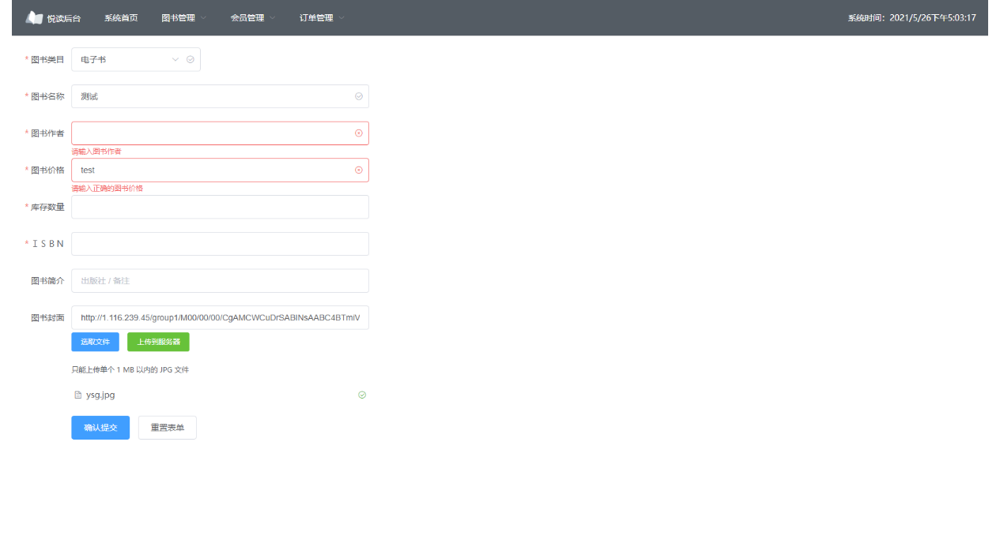 悦读后台 系统首页 图书管理 会员管理 订单管理 系统时间：2021/5/26下午5:03:17
* 图书类目 电子书
* 图书名称 测试
* 图书作者
请输入图书作者
* 图书价格 test
请输入正确的图书价格
* 库存数量
* ＩＳＢＮ
图书简介 出版社 / 备注
图书封面 http://1.116.239.45/group1/M00/00/00/CgAMCWCuDrSABINsAABC4BTmiV
选取文件 上传到服务器
只能上传单个 1 MB 以内的 JPG 文件
ysg.jpg
确认提交 重置表单